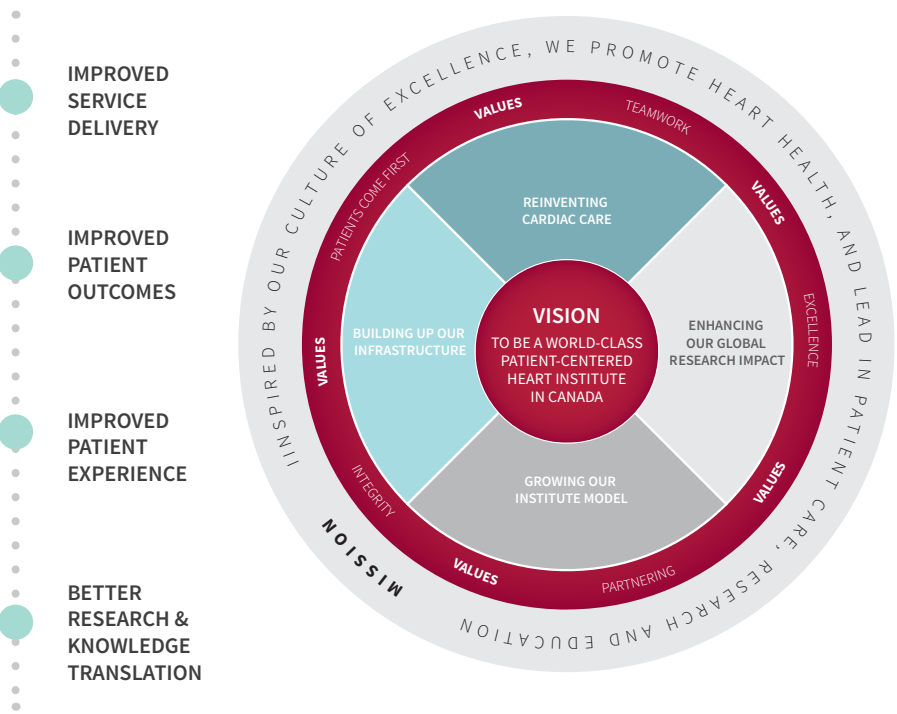 IMPROVED
SERVICE
DELIVERY
IMPROVED
PATIENT
OUTCOMES
IMPROVED
PATIENT
EXPERIENCE
BETTER
RESEARCH &
KNOWLEDGE
TRANSLATION
MISSION
IINSPIRED BY OUR CULTURE OF EXCELLENCE, WE PROMOTE HEART HEALTH, AND LEAD IN PATIENT CARE, RESEARCH AND EDUCATION
VALUES
PATIENTS COME FIRST
VALUES
TEAMWORK
VALUES
EXCELLENCE
VALUES
PARTNERING
VALUES
INTEGRITY
REINVENTING
CARDIAC CARE
BUILDING UP OUR
INFRASTRUCTURE
VISION
TO BE A WORLD-CLASS
PATIENT-CENTERED
HEART INSTITUTE
IN CANADA
ENHANCING
OUR GLOBAL
RESEARCH IMPACT
GROWING OUR
INSTITUTE MODEL